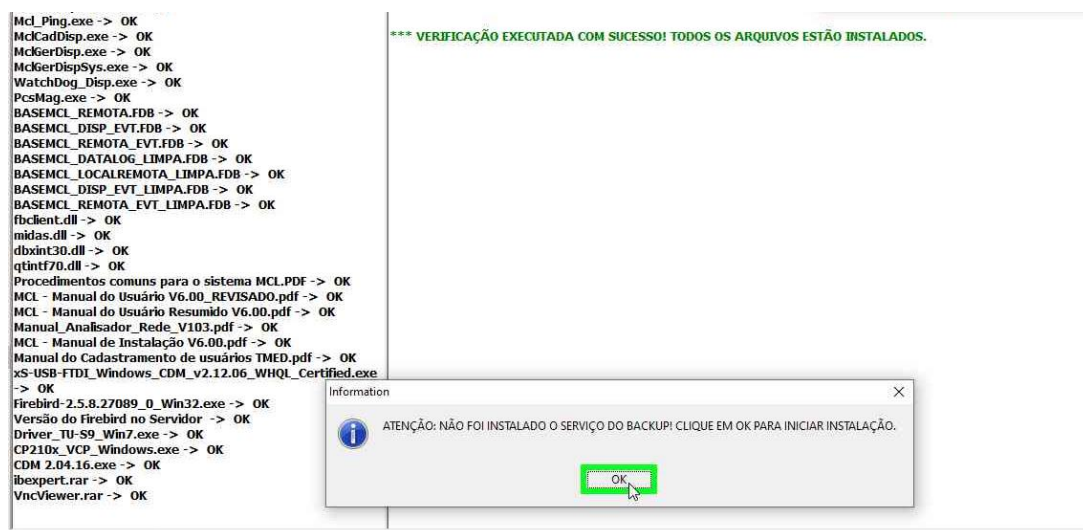 Mcl_Ping.exe -> OK
MclCadDisp.exe -> OK
MclGerDisp.exe -> OK
MclGerDispSys.exe -> OK
WatchDog_Disp.exe -> OK
PcsMag.exe -> OK
BASEMCL_REMOTA.FDB -> OK
BASEMCL_DISP_EVT.FDB -> OK
BASEMCL_REMOTA_EVT.FDB -> OK
BASEMCL_DATALOG_LIMPA.FDB -> OK
BASEMCL_LOCALREMOTA_LIMPA.FDB -> OK
BASEMCL_DISP_EVT_LIMPA.FDB -> OK
BASEMCL_REMOTA_EVT_LIMPA.FDB -> OK
fbclient.dll -> OK
midas.dll -> OK
dbxint30.dll -> OK
qtintf70.dll -> OK
Procedimentos comuns para o sistema MCL.PDF -> OK
MCL - Manual do Usuário V6.00_REVISADO.pdf -> OK
MCL - Manual do Usuário Resumido V6.00.pdf -> OK
Manual_Analisador_Rede_V103.pdf -> OK
MCL - Manual de Instalação V6.00.pdf -> OK
Manual do Cadastramento de usuários TMED.pdf -> OK
xS-USB-FTDI_Windows_CDM_v2.12.06_WHQL_Certified.exe
-> OK
Firebird-2.5.8.27089_0_Win32.exe -> OK
Versão do Firebird no Servidor -> OK
Driver_TU-S9_Win7.exe -> OK
CP210x_VCP_Windows.exe -> OK
CDM 2.04.16.exe -> OK
ibexpert.rar -> OK
VncViewer.rar -> OK
*** VERIFICAÇÃO EXECUTADA COM SUCESSO! TODOS OS ARQUIVOS ESTÃO INSTALADOS.
Information
ATENÇÃO: NÃO FOI INSTALADO O SERVIÇO DO BACKUP! CLIQUE EM OK PARA INICIAR INSTALAÇÃO.
OK